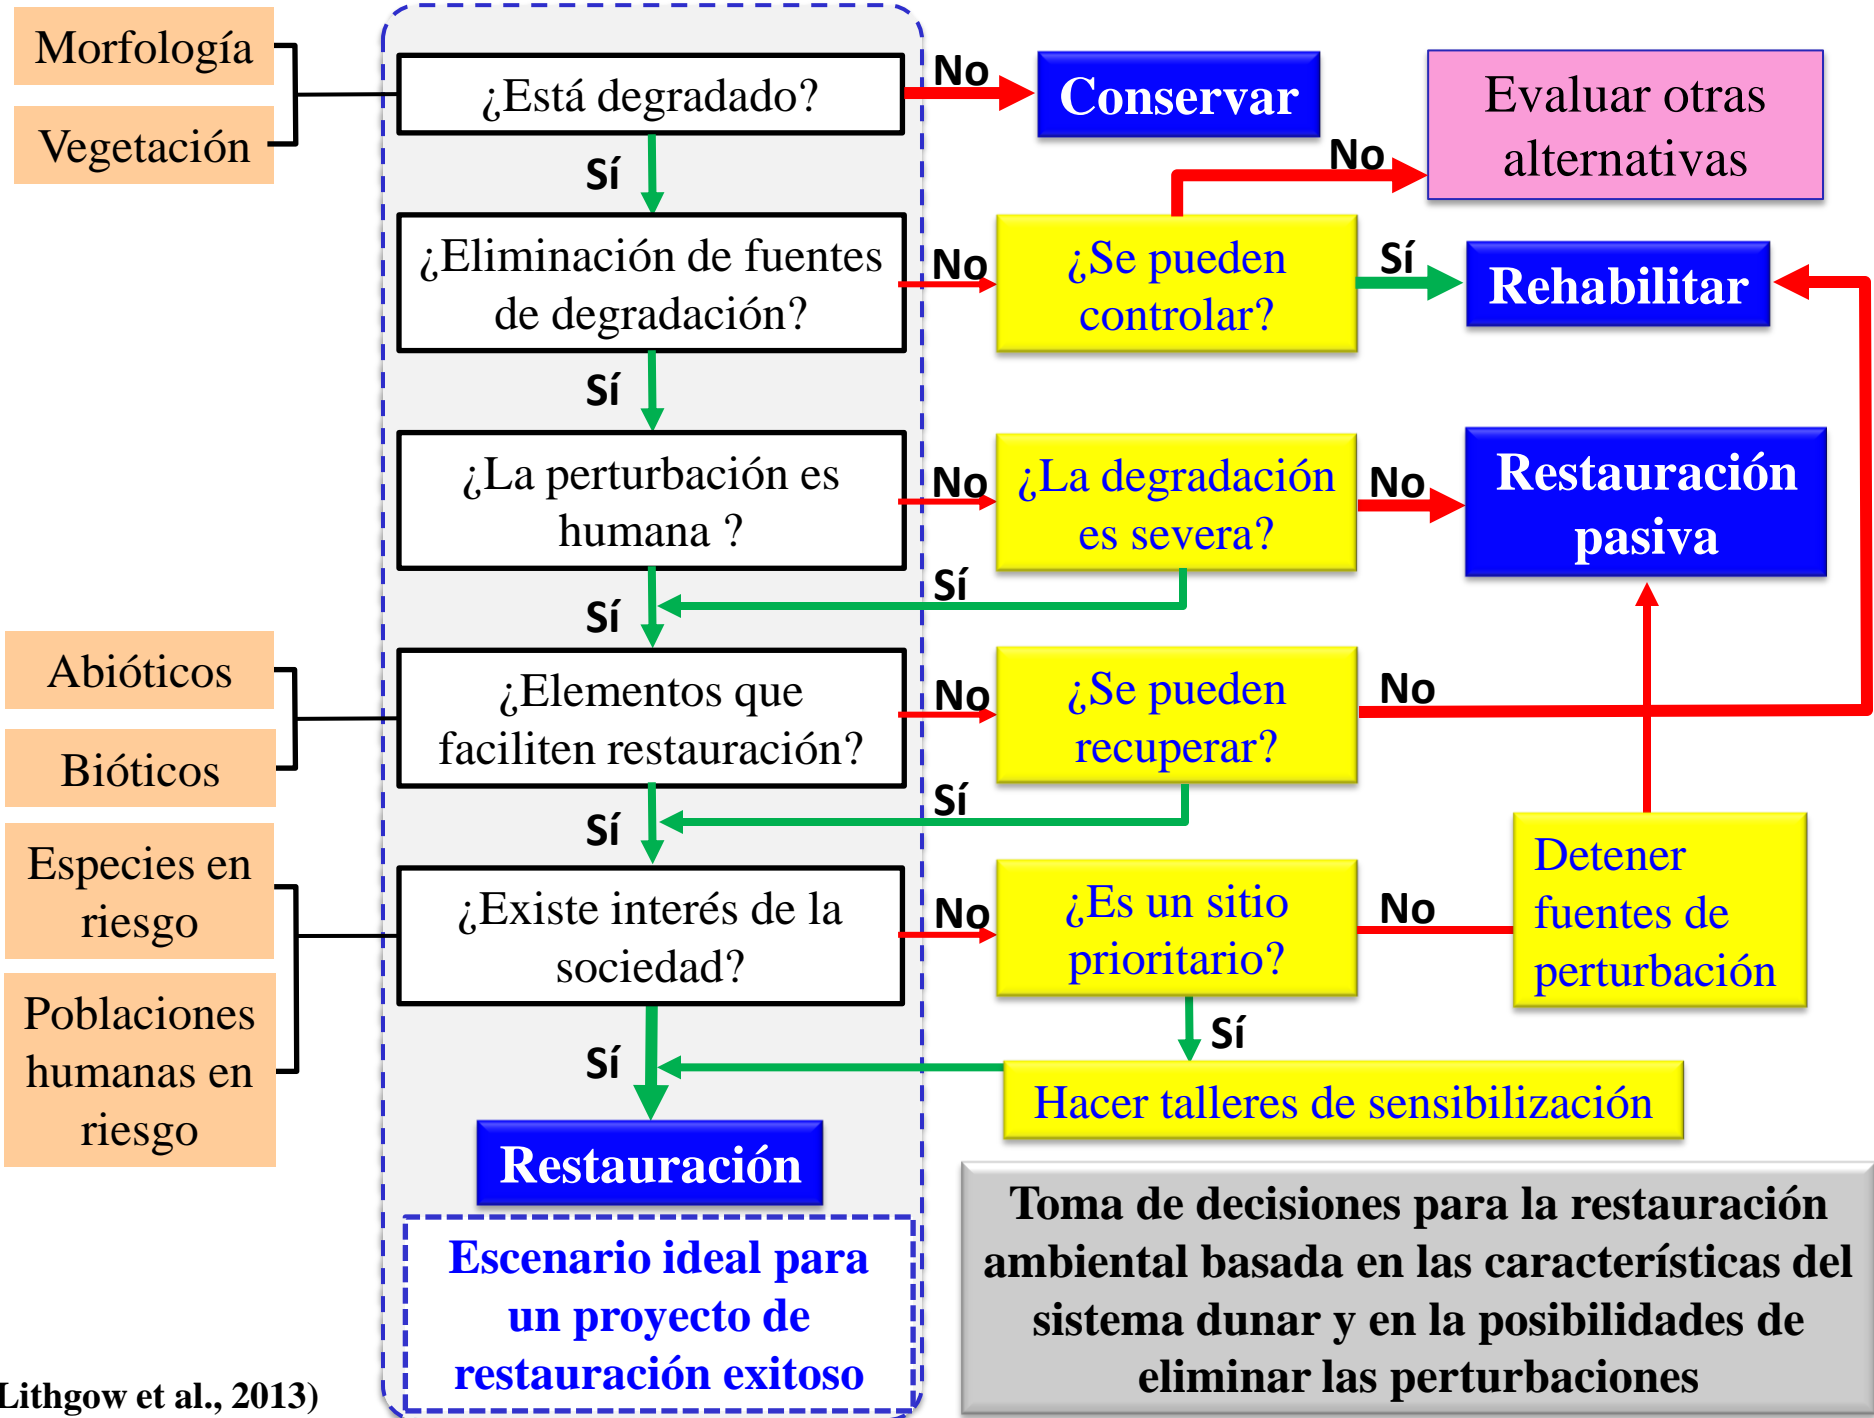 Morfología
Vegetación
¿Está degradado?
No
Conservar
Evaluar otras
alternativas
Sí
No
¿Eliminación de fuentes
de degradación?
No
¿Se pueden
controlar?
Sí
Rehabilitar
Sí
¿La perturbación es
humana ?
No
¿La degradación
es severa?
No
Restauración
pasiva
Sí
Sí
Abióticos
Bióticos
¿Elementos que
faciliten restauración?
No
¿Se pueden
recuperar?
No
Sí
Sí
Especies en
riesgo
Poblaciones
humanas en
riesgo
¿Existe interés de la
sociedad?
No
¿Es un sitio
prioritario?
No
Detener
fuentes de
perturbación
Sí
Sí
Hacer talleres de sensibilización
Restauración
Escenario ideal para
un proyecto de
restauración exitoso
Toma de decisiones para la restauración
ambiental basada en las características del
sistema dunar y en la posibilidades de
eliminar las perturbaciones
Lithgow et al., 2013)